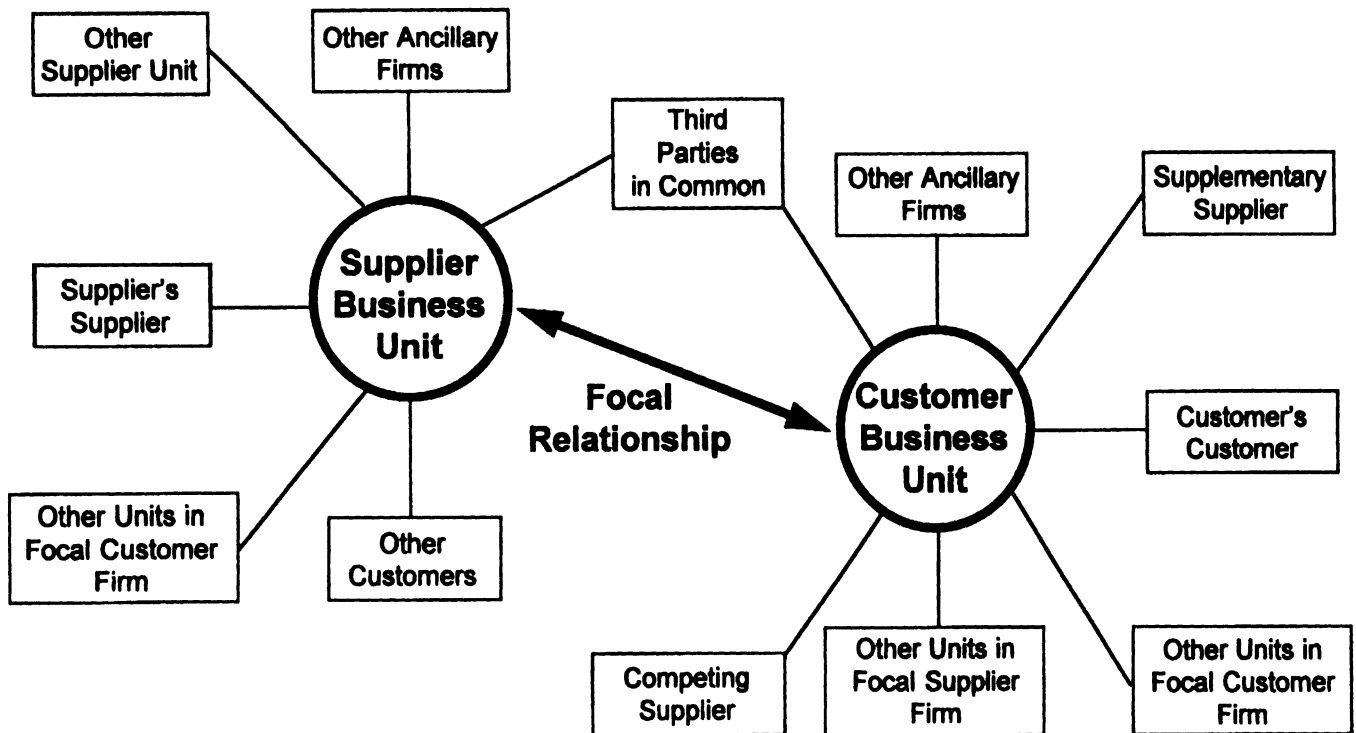 Other
Supplier Unit
Other Ancillary
Firms
Third
Parties
in Common
Other Ancillary
Firms
Supplementary
Supplier
Supplier
Business
Unit
Supplier's
Supplier
Focal
Relationship
Customer
Business
Unit
Customer's
Customer
Other Units in
Focal Customer
Firm
Other
Customers
Competing
Supplier
Other Units in
Focal Supplier
Firm
Other Units in
Focal Customer
Firm